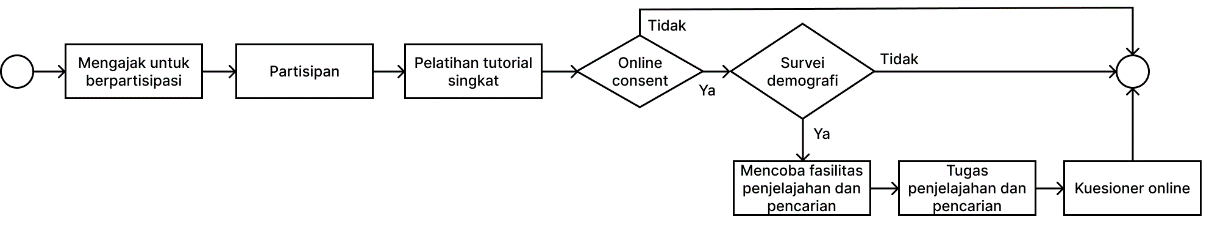 Mengajak untuk
berpartisipasi
Partisipan
Pelatihan tutorial
singkat
Online
consent
Tidak
Ya
Survei
demografi
Tidak
Ya
Mencoba fasilitas
penjelajahan dan
pencarian
Tugas
penjelajahan dan
pencarian
Kuesioner online